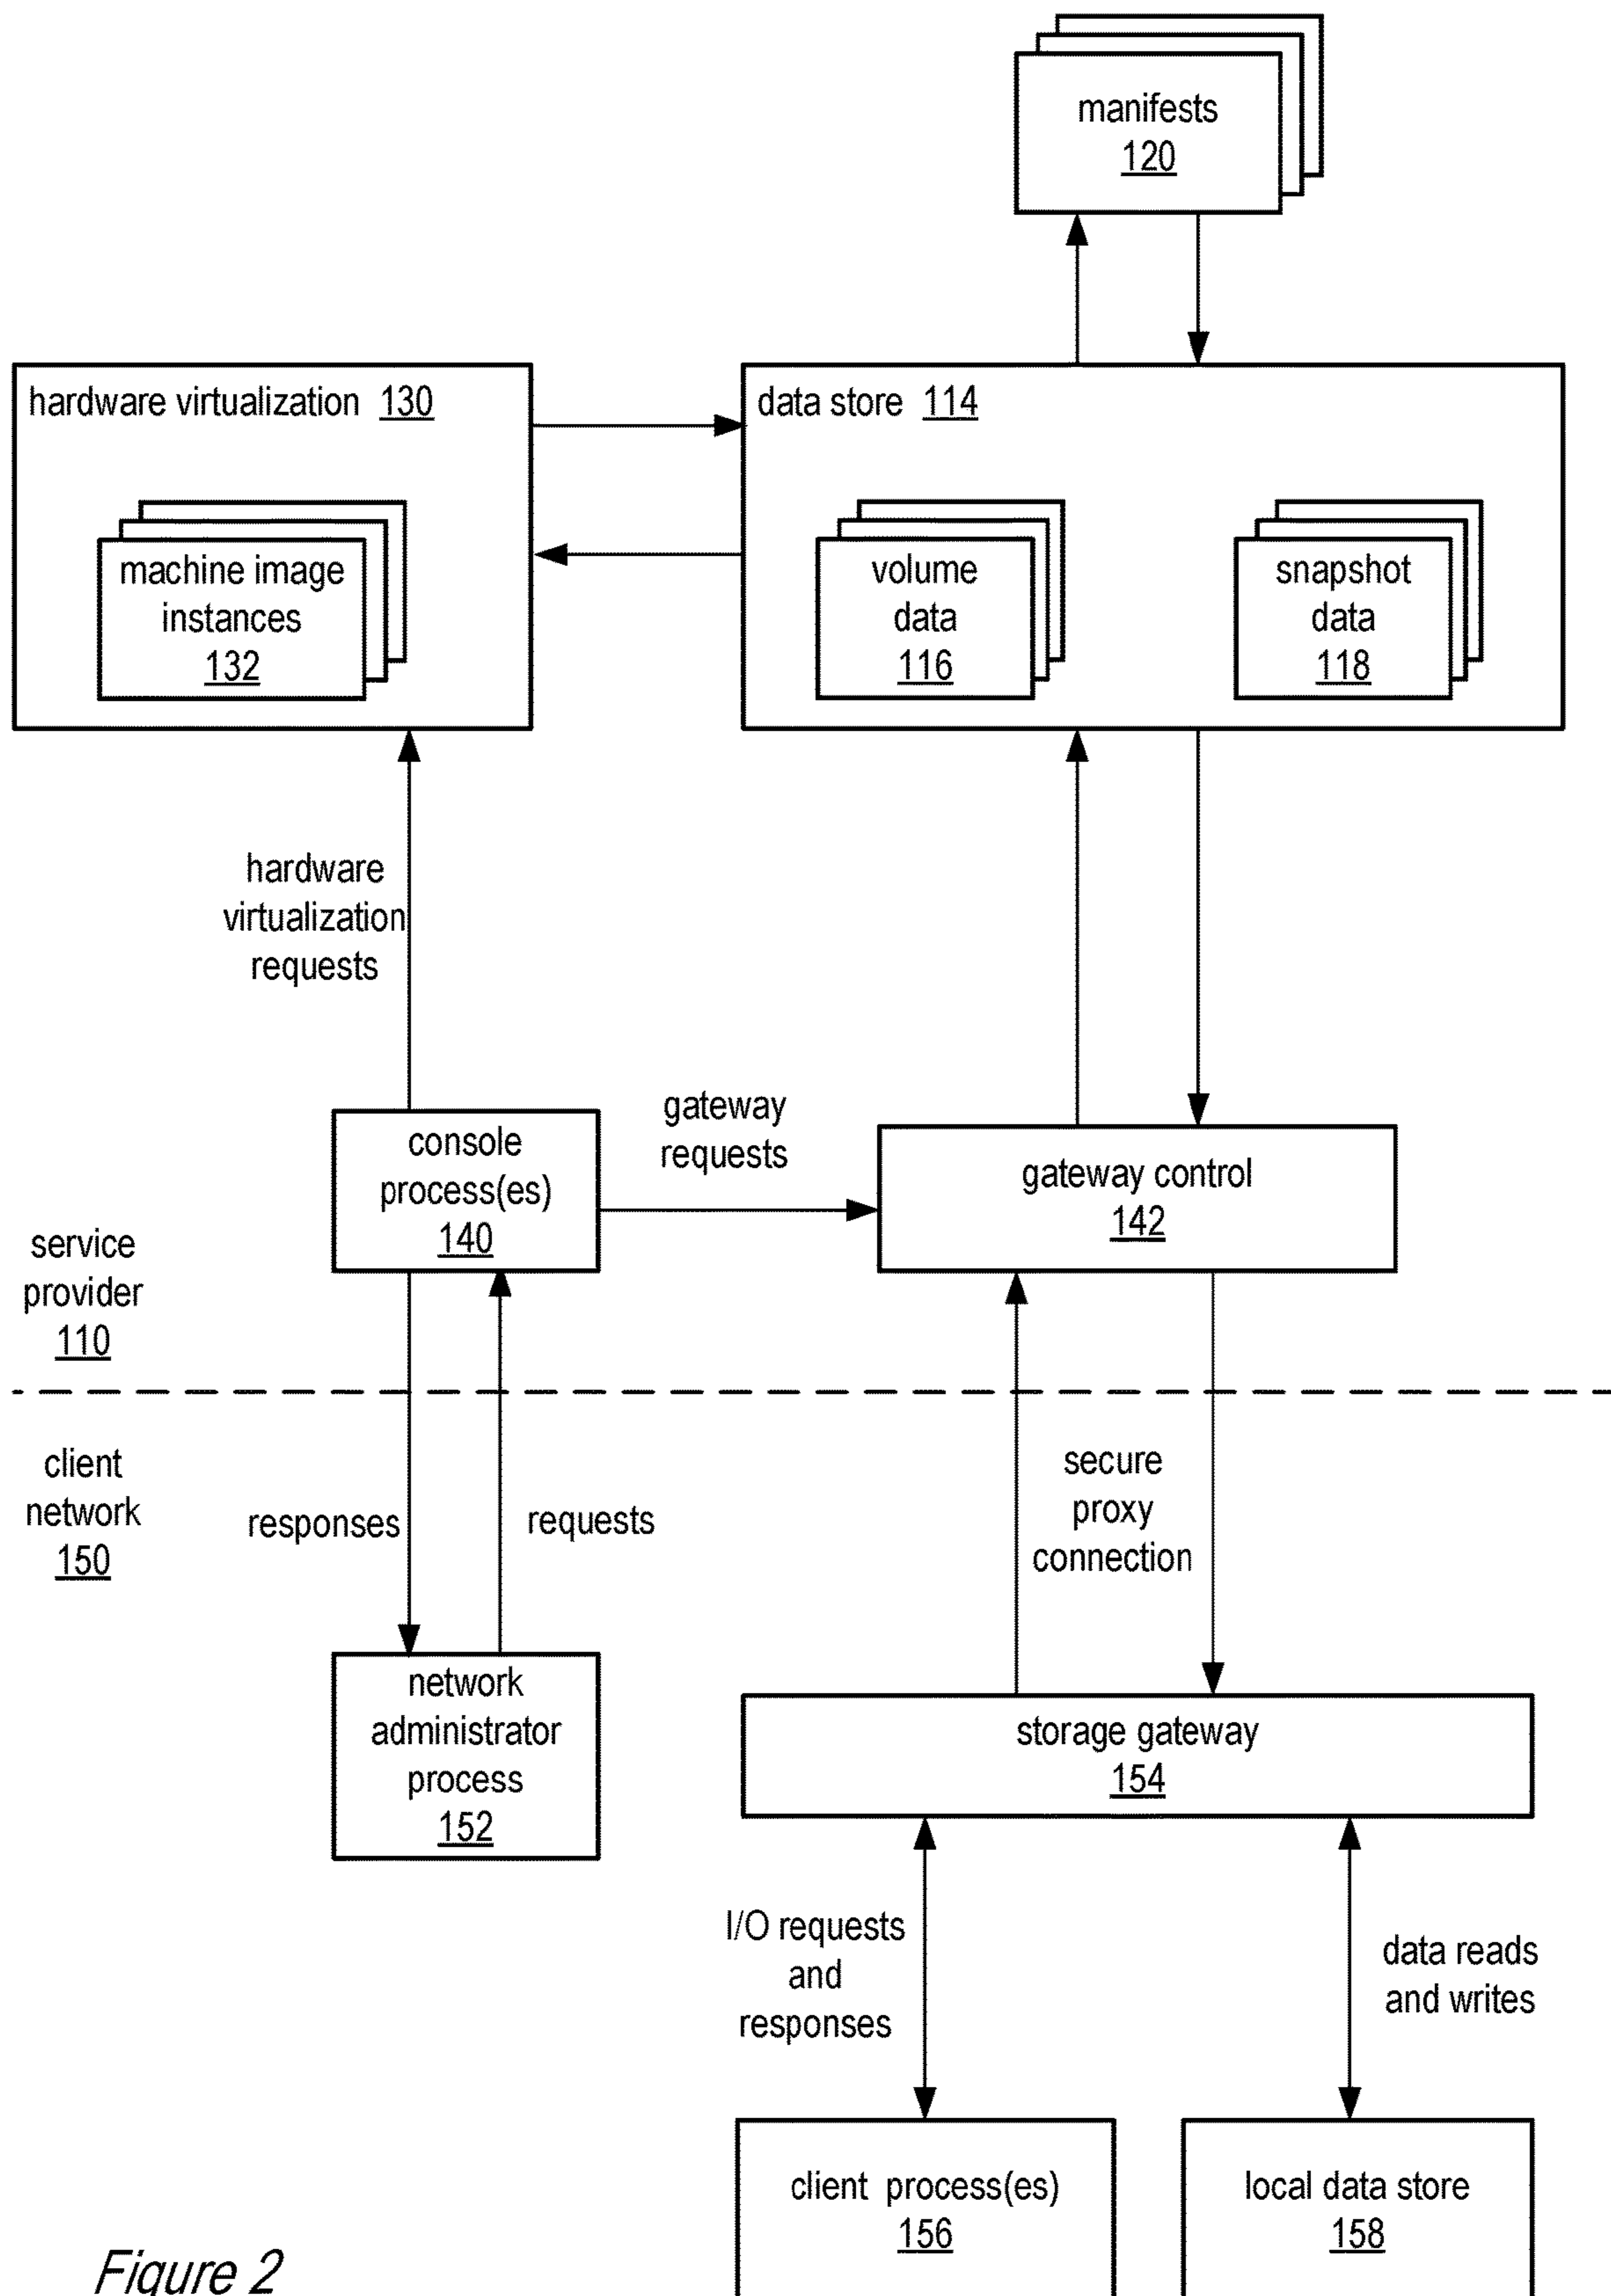 manifests
120
hardware virtualization 130
data store 114
machine image
instances
132
volume
data
116
snapshot
data
118
hardware
virtualization
requests
console
process(es)
140
gateway
requests
gateway control
142
service
provider
110
client
network
150
responses
requests
secure
proxy
connection
network
administrator
process
152
storage gateway
154
I/O requests
and
responses
data reads
and writes
client process(es)
156
local data store
158
Figure 2